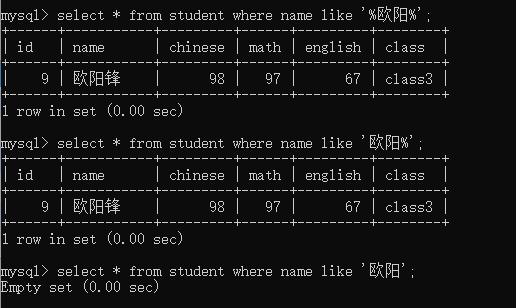 mysql> select * from student where name like '%欧阳%';
+----+--------+---------+------+---------+--------+
| id | name | chinese | math | english | class |
+----+--------+---------+------+---------+--------+
| 9 | 欧阳锋 | 98 | 97 | 67 | class3 |
+----+--------+---------+------+---------+--------+
1 row in set (0.00 sec)
mysql> select * from student where name like '欧阳%';
+----+--------+---------+------+---------+--------+
| id | name | chinese | math | english | class |
+----+--------+---------+------+---------+--------+
| 9 | 欧阳锋 | 98 | 97 | 67 | class3 |
+----+--------+---------+------+---------+--------+
1 row in set (0.00 sec)
mysql> select * from student where name like '欧阳';
Empty set (0.00 sec)